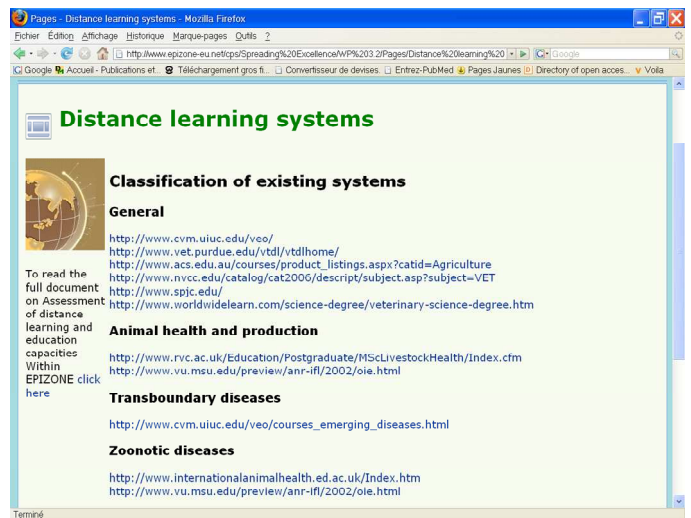 Pages - Distance learning systems - Mozilla Firefox
Fichier Édition Affichage Historique Marque-pages Outils ?
http://www.epizone-eu.net/cps/Spreading%20Excellence/WP%203.2/Pages/Distance%20learning%20
Google
Google Accueil - Publications et... Téléchargement gros fi... Convertisseur de devises. Entrez-PubMed Pages Jaunes Directory of open acces... Voila
Distance learning systems
Classification of existing systems
General
http://www.cvm.uiuc.edu/veo/
http://www.vet.purdue.edu/vtdl/vtdlhome/
http://www.acs.edu.au/courses/product_listings.aspx?catid=Agriculture
http://www.nvcc.edu/catalog/cat2006/descript/subject.asp?subject=VET
http://www.spjc.edu/
http://www.worldwidelearn.com/science-degree/veterinary-science-degree.htm
Animal health and production
http://www.rvc.ac.uk/Education/Postgraduate/MScLivestockHealth/Index.cfm
http://www.vu.msu.edu/preview/anr-ifl/2002/oie.html
Transboundary diseases
http://www.cvm.uiuc.edu/veo/courses_emerging_diseases.html
Zoonotic diseases
http://www.internationalanimalhealth.ed.ac.uk/Index.htm
http://www.vu.msu.edu/preview/anr-ifl/2002/oie.html
To read the
full document
on Assessment
of distance
learning and
education
capacities
Within
EPIZONE click
here
Terminé